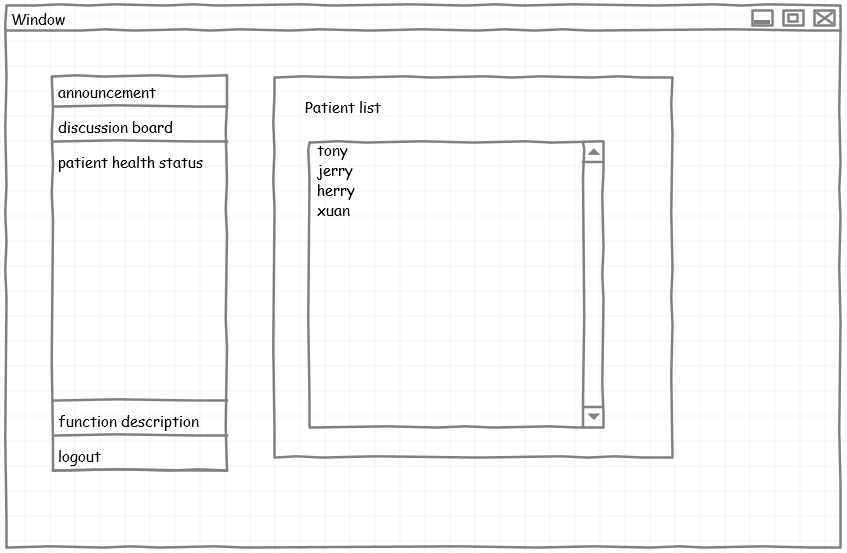 Window
announcement
discussion board
patient health status
function description
logout
Patient list
tony
jerry
herry
xuan